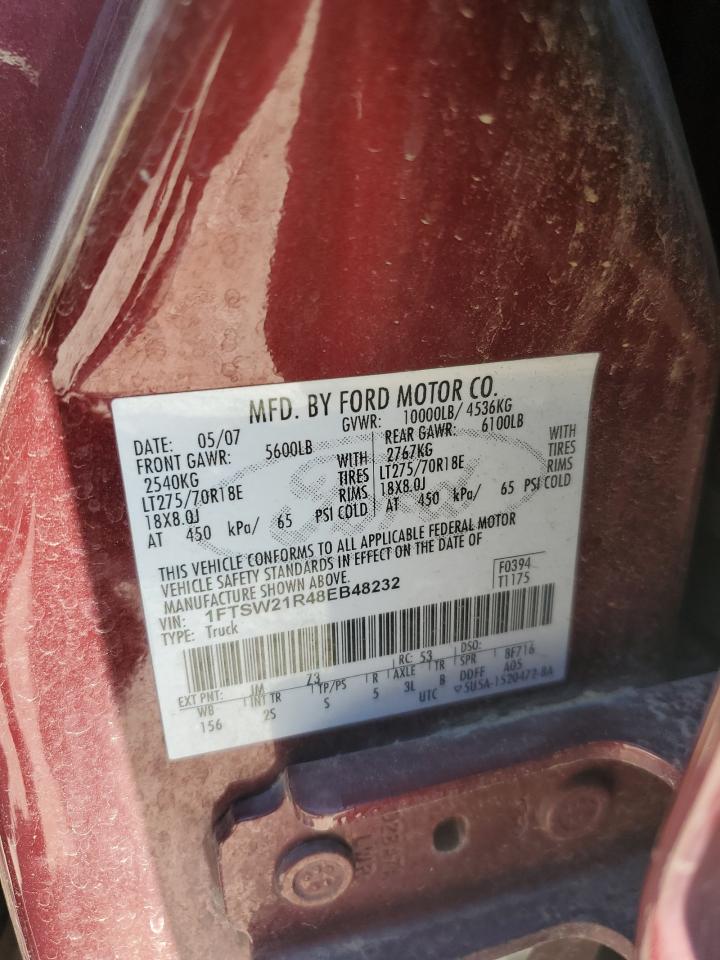 MFD. BY FORD MOTOR CO.
DATE: 05/07 GVWR: 10000LB/ 4536KG
FRONT GAWR: 5600LB REAR GAWR: 6100LB
2540KG WITH 2767KG WITH
LT275/70R18E TIRES LT275/70R18E TIRES
18X8.0J RIMS 18X8.0J RIMS
AT 450 kPa/ 65 PSI COLD AT 450 kPa/ 65 PSI COLD
THIS VEHICLE CONFORMS TO ALL APPLICABLE FEDERAL MOTOR
VEHICLE SAFETY STANDARDS IN EFFECT ON THE DATE OF
MANUFACTURE SHOWN ABOVE.
VIN: 1FTSW21R48EB48232
TYPE: Truck
F0394
T1175
EXT PNT: JM Z3 RC: 53 DSO:
WB INT TR TP/PS R AXLE TR SPR 8F716
156 2S S 5 3L B DDFF A05
UTC ▽5U5A-1520472-BA
Ford